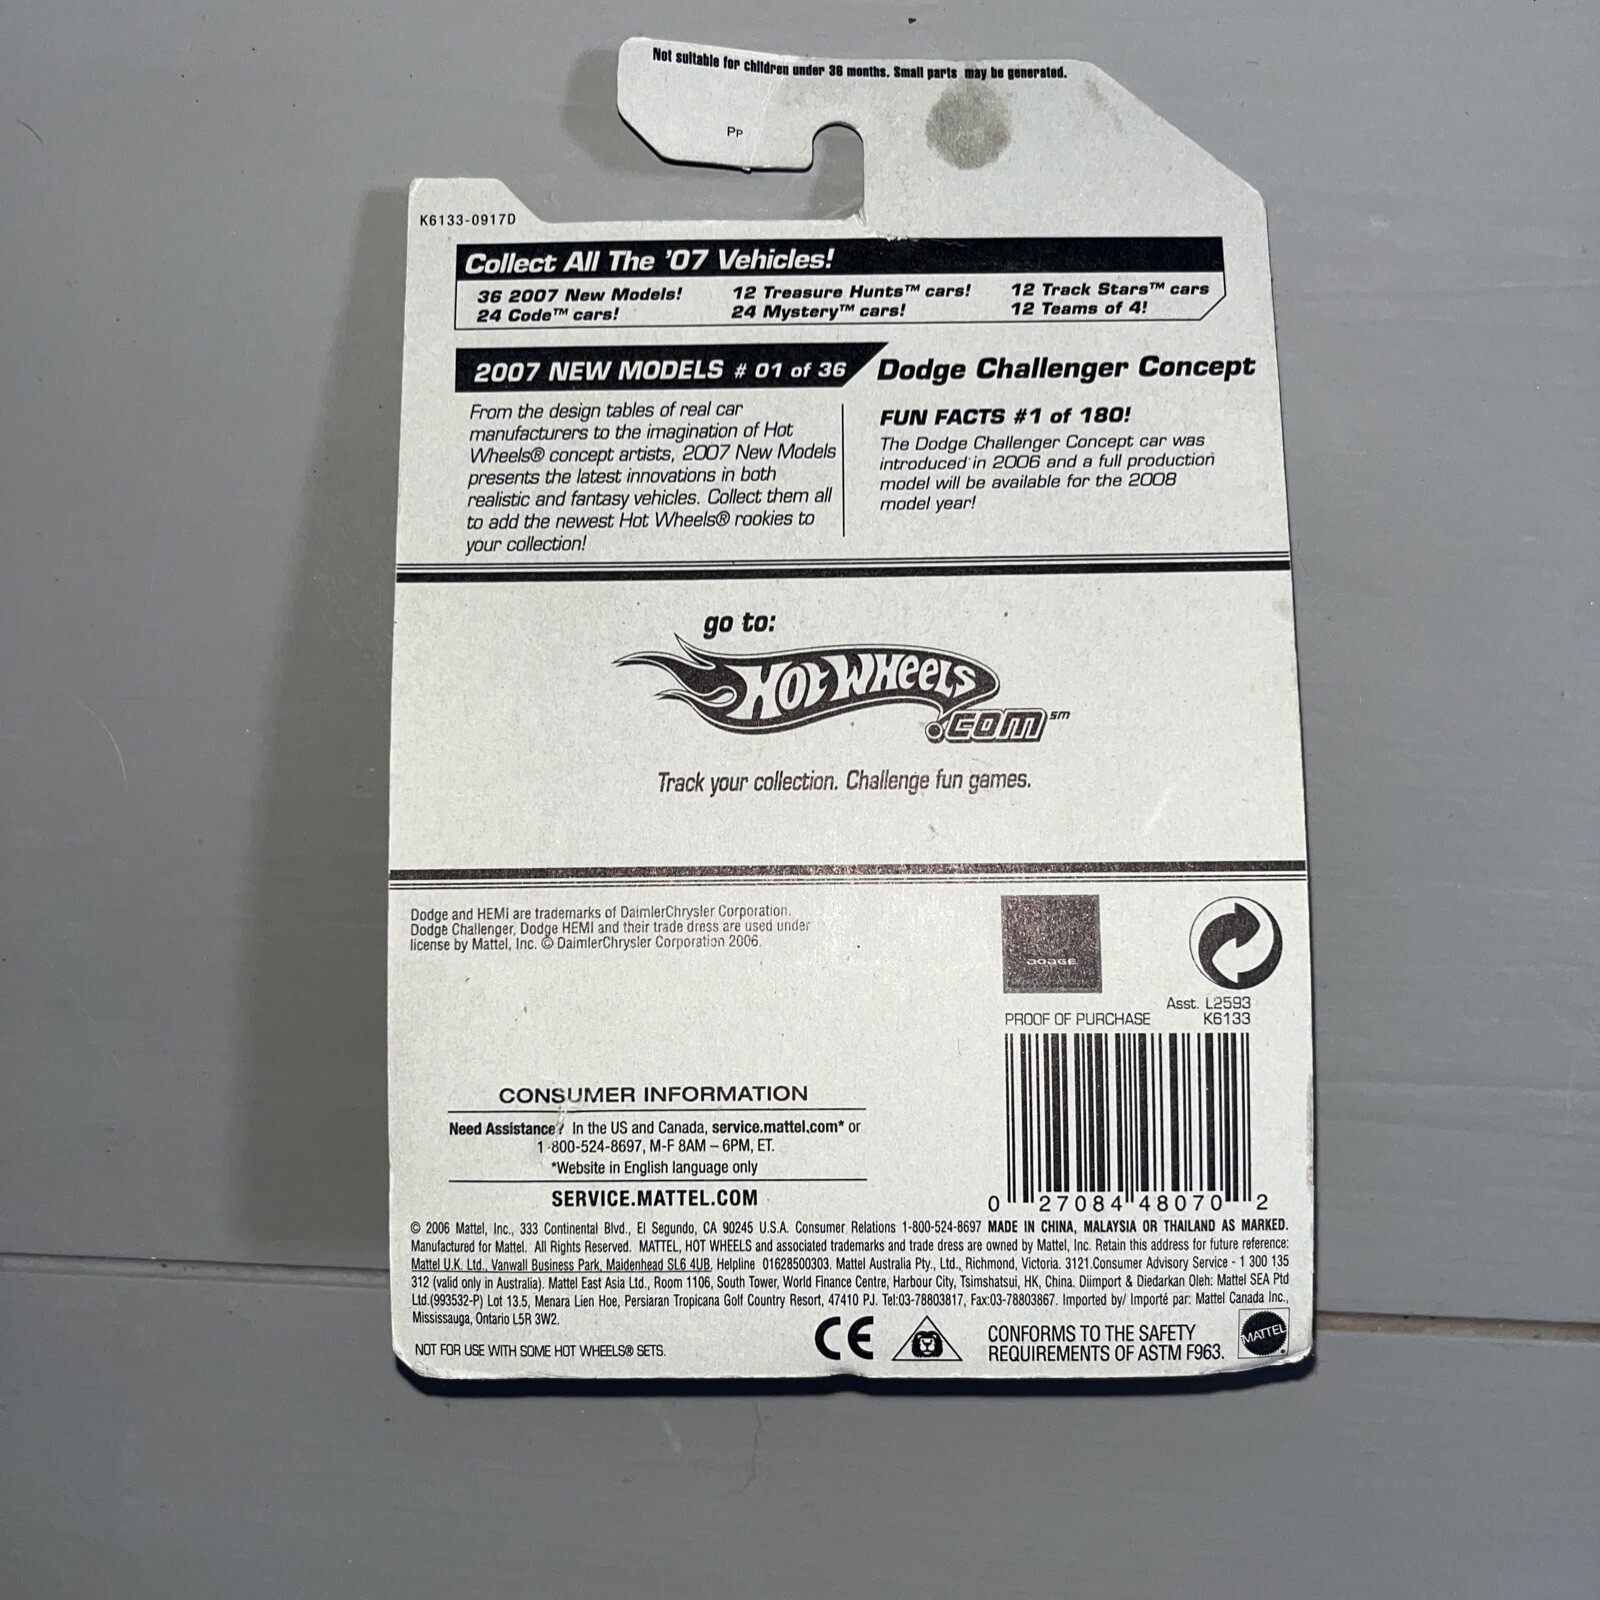 Not suitable for children under 36 months. Small parts may be generated.
Pp
K6133-0917D
Collect All The '07 Vehicles!
36 2007 New Models! 12 Treasure Hunts™ cars! 12 Track Stars™ cars
24 Code™ cars! 24 Mystery™ cars! 12 Teams of 4!
2007 NEW MODELS # 01 of 36 Dodge Challenger Concept
From the design tables of real car
manufacturers to the imagination of Hot
Wheels® concept artists, 2007 New Models
presents the latest innovations in both
realistic and fantasy vehicles. Collect them all
to add the newest Hot Wheels® rookies to
your collection!
FUN FACTS #1 of 180!
The Dodge Challenger Concept car was
introduced in 2006 and a full production
model will be available for the 2008
model year!
go to:
HOT WHEELS
.COM℠
Track your collection. Challenge fun games.
Dodge and HEMI are trademarks of DaimlerChrysler Corporation.
Dodge Challenger, Dodge HEMI and their trade dress are used under
license by Mattel, Inc. © DaimlerChrysler Corporation 2006.
DODGE
Asst. L2593
PROOF OF PURCHASE K6133
0 27084 48070 2
CONSUMER INFORMATION
Need Assistance? In the US and Canada, service.mattel.com* or
1-800-524-8697, M-F 8AM – 6PM, ET.
*Website in English language only
SERVICE.MATTEL.COM
© 2006 Mattel, Inc., 333 Continental Blvd., El Segundo, CA 90245 U.S.A. Consumer Relations 1-800-524-8697 MADE IN CHINA, MALAYSIA OR THAILAND AS MARKED.
Manufactured for Mattel. All Rights Reserved. MATTEL, HOT WHEELS and associated trademarks and trade dress are owned by Mattel, Inc. Retain this address for future reference:
Mattel U.K. Ltd., Vanwall Business Park, Maidenhead SL6 4UB. Helpline 01628500303. Mattel Australia Pty., Ltd., Richmond, Victoria. 3121.Consumer Advisory Service - 1 300 135
312 (valid only in Australia). Mattel East Asia Ltd., Room 1106, South Tower, World Finance Centre, Harbour City, Tsimshatsui, HK, China. Diimport & Diedarkan Oleh: Mattel SEA Ptd
Ltd.(993532-P) Lot 13.5, Menara Lien Hoe, Persiaran Tropicana Golf Country Resort, 47410 PJ. Tel:03-78803817, Fax:03-78803867. Imported by/ Importé par: Mattel Canada Inc.,
Mississauga, Ontario L5R 3W2.
NOT FOR USE WITH SOME HOT WHEELS® SETS.
CE
CONFORMS TO THE SAFETY
REQUIREMENTS OF ASTM F963.
MATTEL